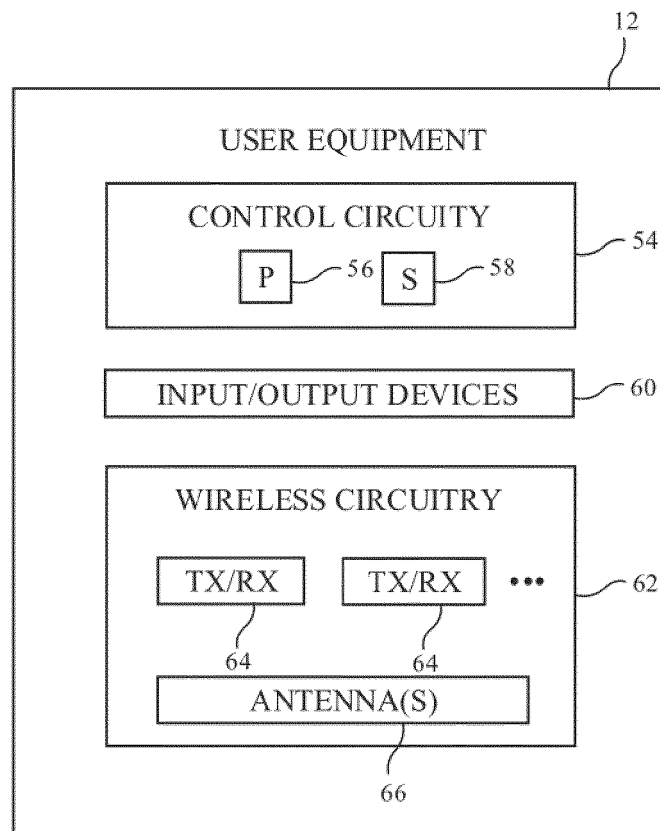 12
USER EQUIPMENT
CONTROL CIRCUITY
54
P
56
S
58
INPUT/OUTPUT DEVICES
60
WIRELESS CIRCUITRY
TX/RX
TX/RX
•••
62
64
64
ANTENNA(S)
66